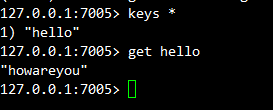 127.0.0.1:7005> keys *
1) "hello"
127.0.0.1:7005> get hello
"howareyou"
127.0.0.1:7005>